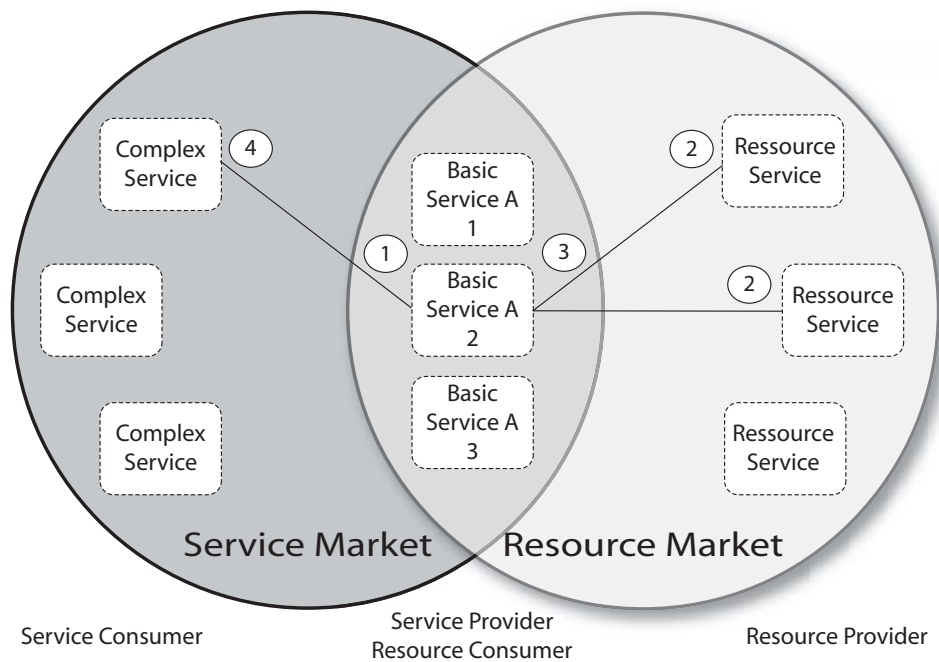 Complex
Service
4
Basic
Service A
1
2
Ressource
Service
1
3
Complex
Service
Basic
Service A
2
2
Ressource
Service
Complex
Service
Basic
Service A
3
Ressource
Service
Service Market
Resource Market
Service Consumer
Service Provider
Resource Consumer
Resource Provider